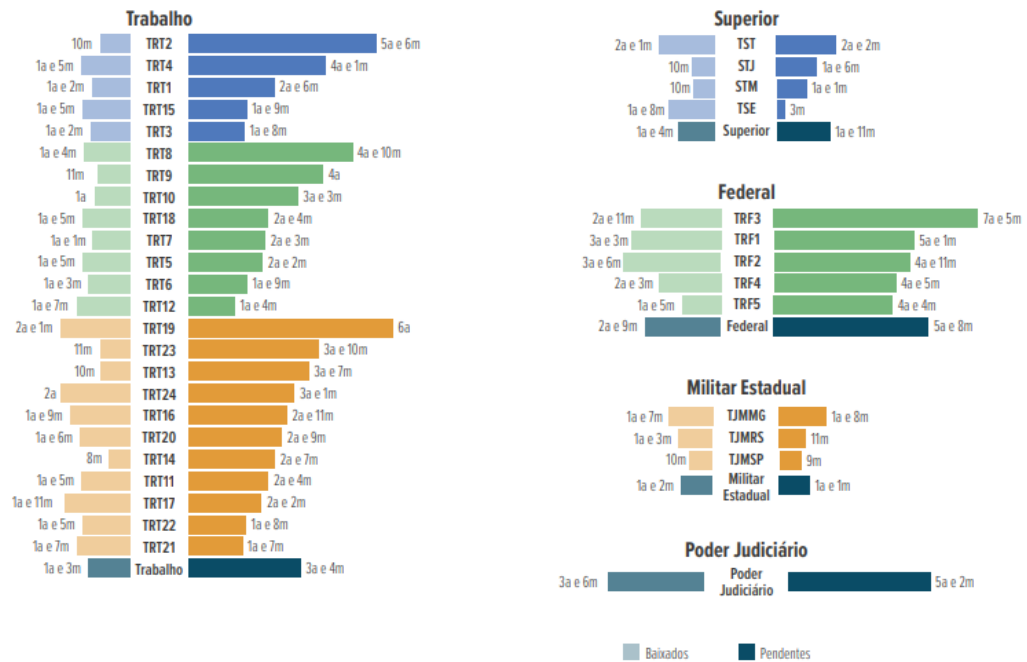 Trabalho
10m TRT2 5a e 6m
1a e 5m TRT4 4a e 1m
1a e 2m TRT1 2a e 6m
1a e 5m TRT15 1a e 9m
1a e 2m TRT3 1a e 8m
1a e 4m TRT8 4a e 10m
11m TRT9 4a
1a TRT10 3a e 3m
1a e 5m TRT18 2a e 4m
1a e 1m TRT7 2a e 3m
1a e 5m TRT5 2a e 2m
1a e 3m TRT6 1a e 9m
1a e 7m TRT12 1a e 4m
2a e 1m TRT19 6a
11m TRT23 3a e 10m
10m TRT13 3a e 7m
2a TRT24 3a e 1m
1a e 9m TRT16 2a e 11m
1a e 6m TRT20 2a e 9m
8m TRT14 2a e 7m
1a e 5m TRT11 2a e 4m
1a e 11m TRT17 2a e 2m
1a e 5m TRT22 1a e 8m
1a e 7m TRT21 1a e 7m
1a e 3m Trabalho 3a e 4m
Superior
2a e 1m TST 2a e 2m
10m STJ 1a e 6m
10m STM 1a e 1m
1a e 8m TSE 3m
1a e 4m Superior 1a e 11m
Federal
2a e 11m TRF3 7a e 5m
3a e 3m TRF1 5a e 1m
3a e 6m TRF2 4a e 11m
2a e 3m TRF4 4a e 5m
1a e 5m TRF5 4a e 4m
2a e 9m Federal 5a e 8m
Militar Estadual
1a e 7m TJMMG 1a e 8m
1a e 3m TJMRS 11m
10m TJMSP 9m
1a e 2m Militar Estadual 1a e 1m
Poder Judiciário
3a e 6m Poder Judiciário 5a e 2m
Baixados Pendentes